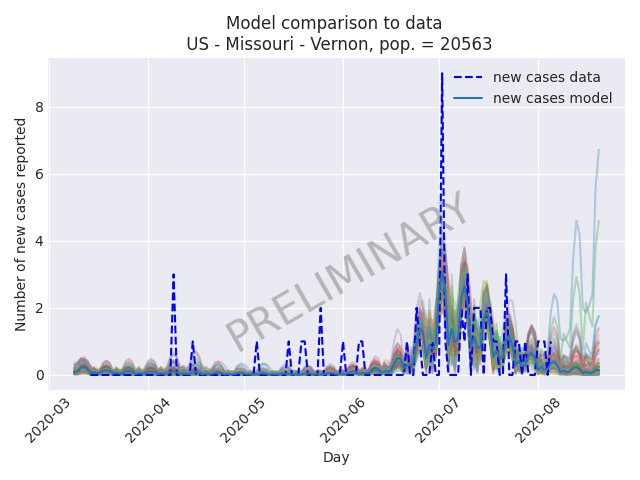 Model comparison to data
US - Missouri - Vernon, pop. = 20563
new cases data
new cases model
Number of new cases reported
8
6
4
2
0
PRELIMINARY
2020-03
2020-04
2020-05
2020-06
2020-07
2020-08
Day